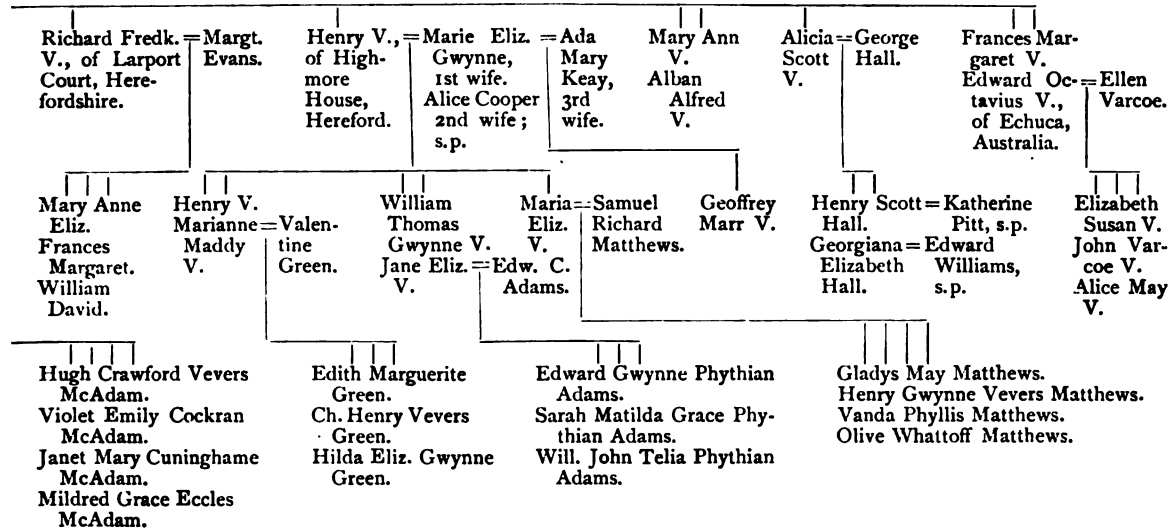 Richard Fredk. = Margt.
V., of Larport Evans.
Court, Here-
fordshire.
Henry V., = Marie Eliz. = Ada
of High- Gwynne, Mary
more 1st wife. Keay,
House, Alice Cooper 3rd
Hereford. 2nd wife; wife.
s.p.
Mary Ann
V.
Alban
Alfred
V.
Alicia = George
Scott Hall.
V.
Frances Mar-
garet V.
Edward Oc- = Ellen
tavius V., Varcoe.
of Echuca,
Australia.
Mary Anne
Eliz.
Frances
Margaret.
William
David.
Henry V.
Marianne = Valen-
Maddy tine
V. Green.
William
Thomas
Gwynne V.
Jane Eliz. = Edw. C.
V. Adams.
Maria = Samuel
Eliz. Richard
V. Matthews.
Geoffrey
Marr V.
Henry Scott = Katherine
Hall. Pitt, s.p.
Georgiana = Edward
Elizabeth Williams,
Hall. s.p.
Elizabeth
Susan V.
John Var-
coe V.
Alice May
V.
Hugh Crawford Vevers
McAdam.
Violet Emily Cockran
McAdam.
Janet Mary Cuninghame
McAdam.
Mildred Grace Eccles
McAdam.
Edith Marguerite
Green.
Ch. Henry Vevers
Green.
Hilda Eliz. Gwynne
Green.
Edward Gwynne Phythian
Adams.
Sarah Matilda Grace Phy-
thian Adams.
Will. John Telia Phythian
Adams.
Gladys May Matthews.
Henry Gwynne Vevers Matthews.
Vanda Phyllis Matthews.
Olive Whattoff Matthews.